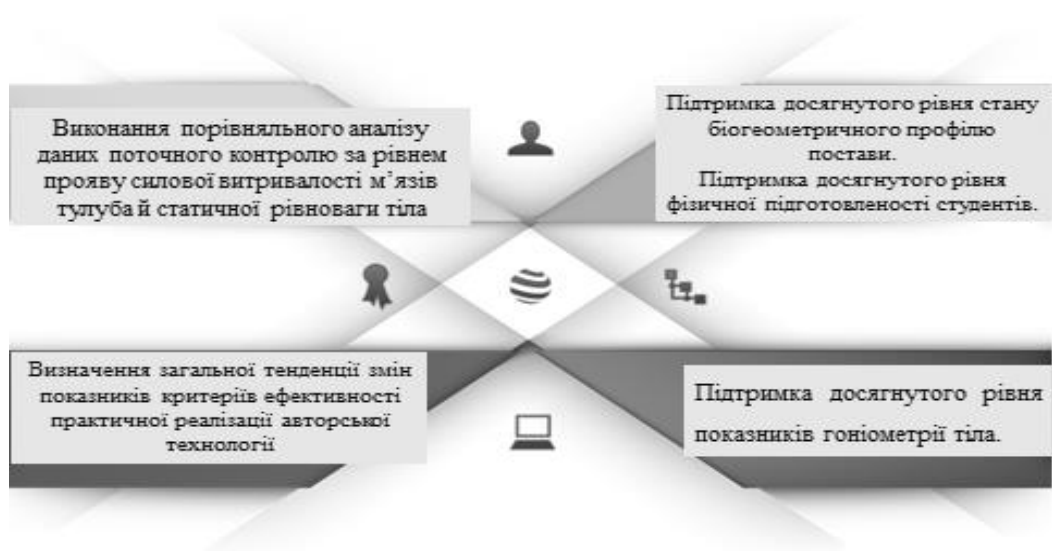 Виконання порівняльного аналізу
даних поточного контролю за рівнем
прояву силової витривалості м’язів
тулуба й статичної рівноваги тіла
Підтримка досягнутого рівня стану
біогеометричного профілю
постави.
Підтримка досягнутого рівня
фізичної підготовленості студентів.
Визначення загальної тенденції змін
показників критеріїв ефективності
практичної реалізації авторської
технології
Підтримка досягнутого рівня
показників гоніометрії тіла.